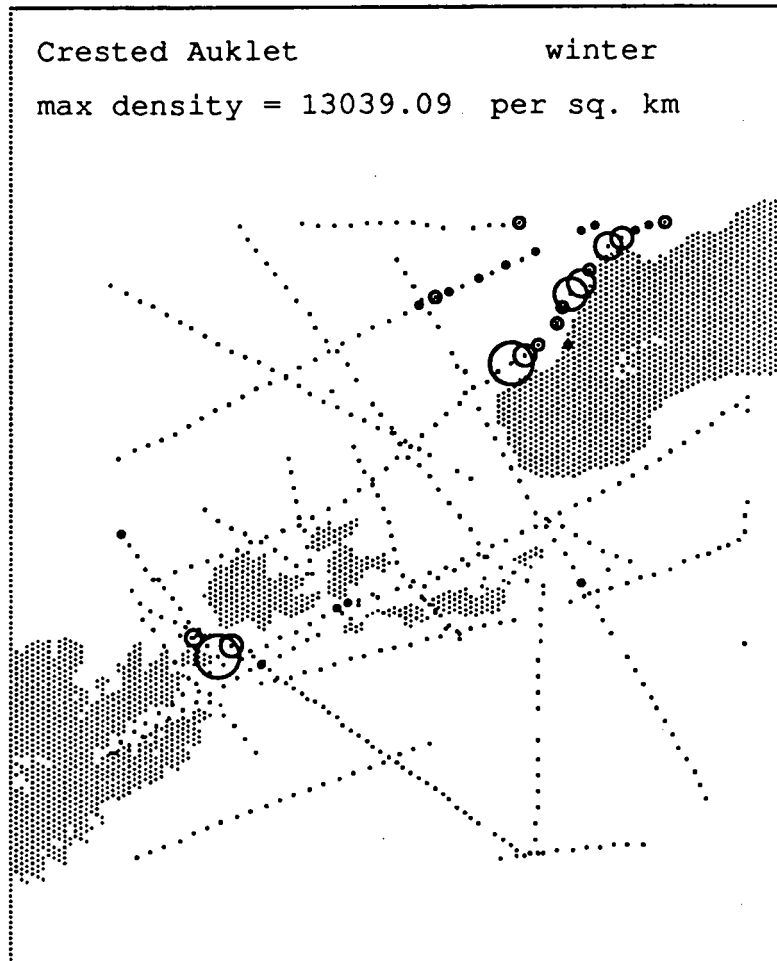 Crested Auklet winter
max density = 13039.09 per sq. km